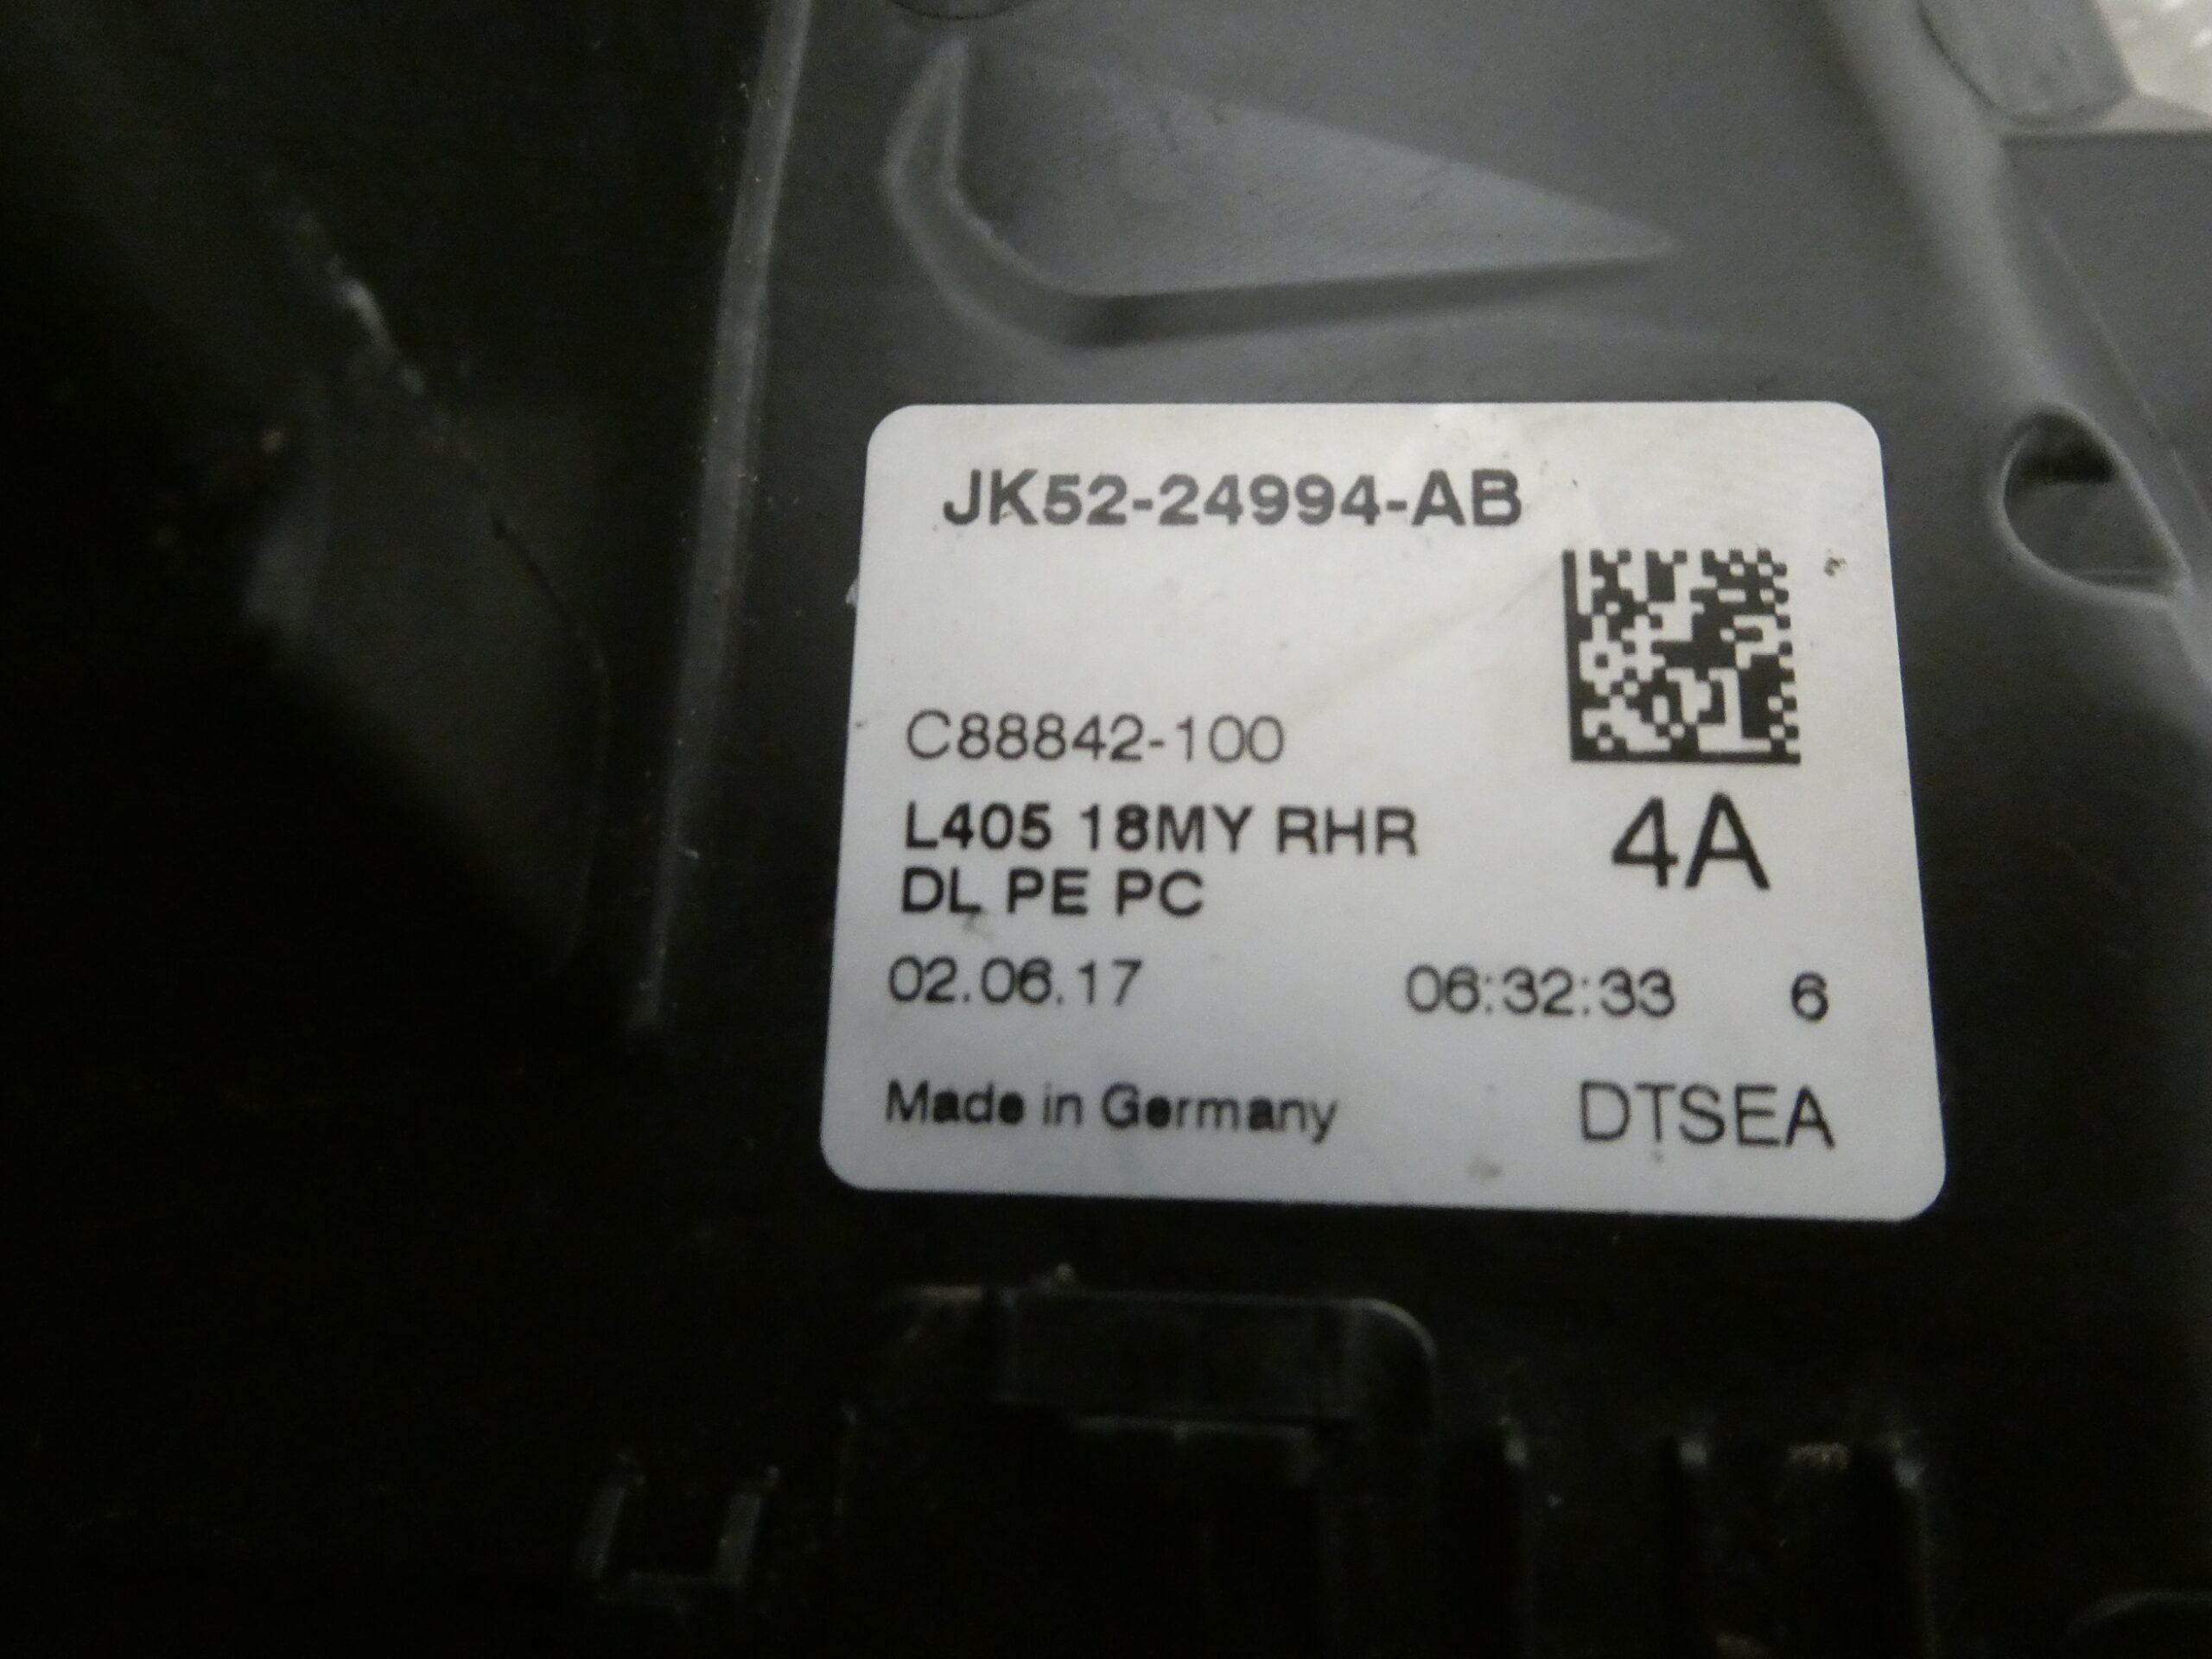 JK52-24994-AB
C88842-100
L405 18MY RHR
DL PE PC
4A
02.06.17 06:32:33 6
Made in Germany DTSEA